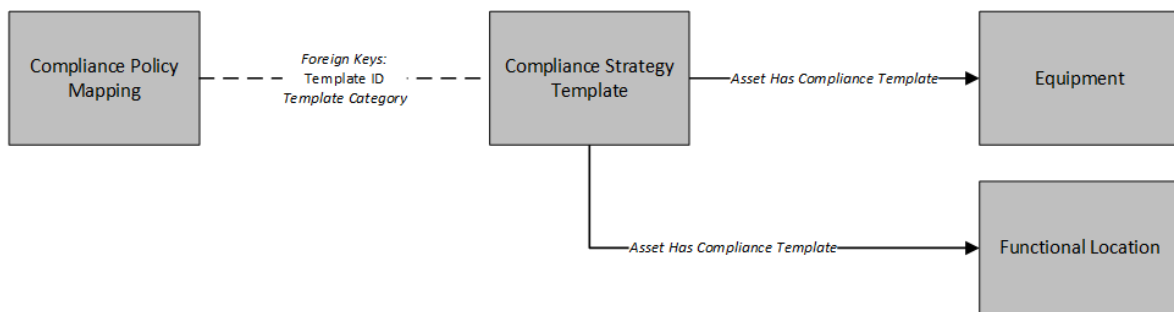 Compliance Policy
Mapping
Foreign Keys:
Template ID
Template Category
Compliance Strategy
Template
Asset Has Compliance Template
Equipment
Asset Has Compliance Template
Functional Location